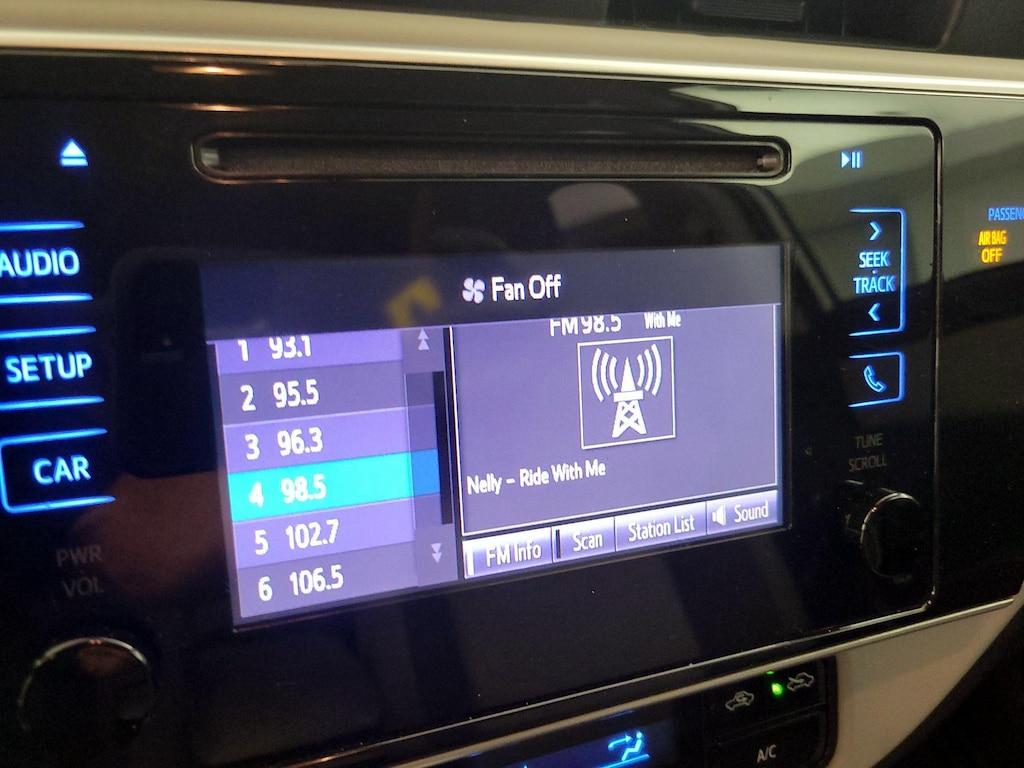 Fan Off
AUDIO
SETUP
CAR
PWR
VOL
1 93.1
2 95.5
3 96.3
4 98.5
5 102.7
6 106.5
FM 98.5 With Me
Nelly - Ride With Me
FM Info Scan Station List Sound
SEEK
TRACK
TUNE
SCROLL
AIR BAG
OFF
A/C